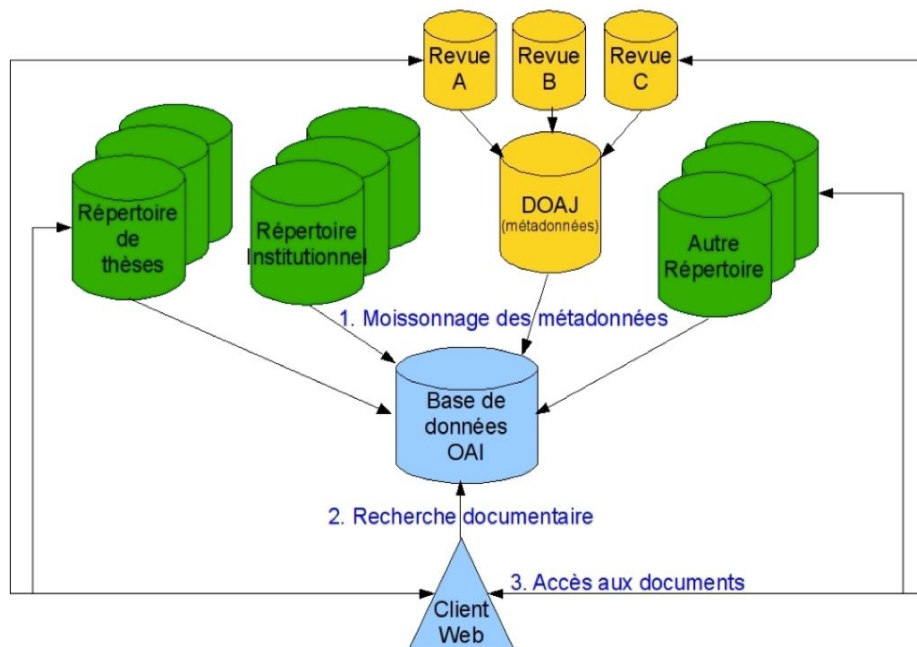 Revue
A
Revue
B
Revue
C
Répertoire
de
thèses
Répertoire
Institutionnel
DOAJ
(métadonnées)
Autre
Répertoire
1. Moissonnage des métadonnées
Base de
données
OAI
2. Recherche documentaire
3. Accès aux documents
Client
Web